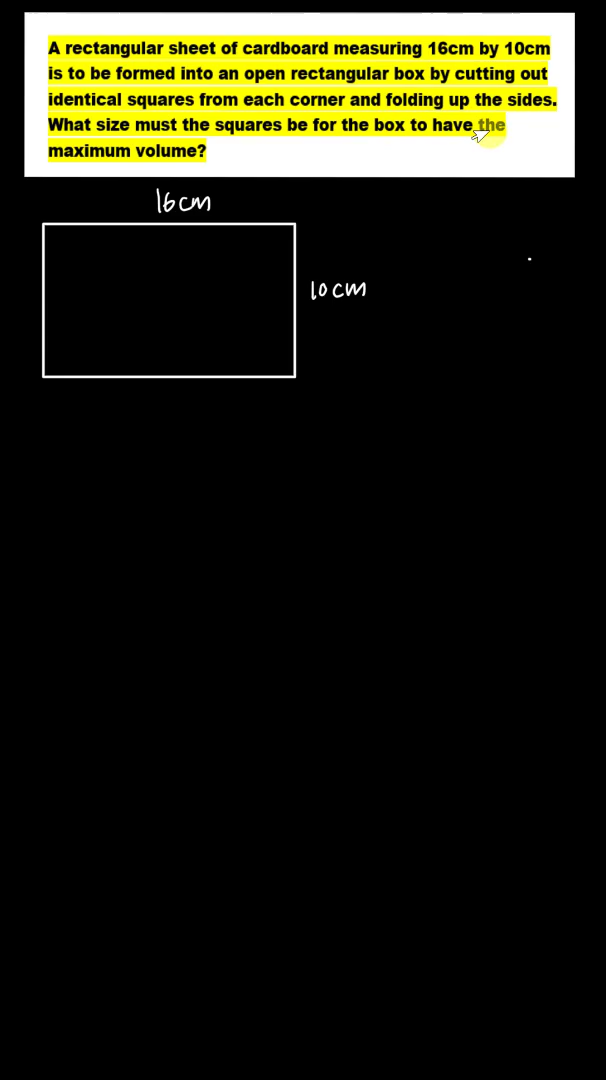 A rectangular sheet of cardboard measuring 16cm by 10cm
is to be formed into an open rectangular box by cutting out
identical squares from each corner and folding up the sides.
What size must the squares be for the box to have the
maximum volume?
16cm
10cm